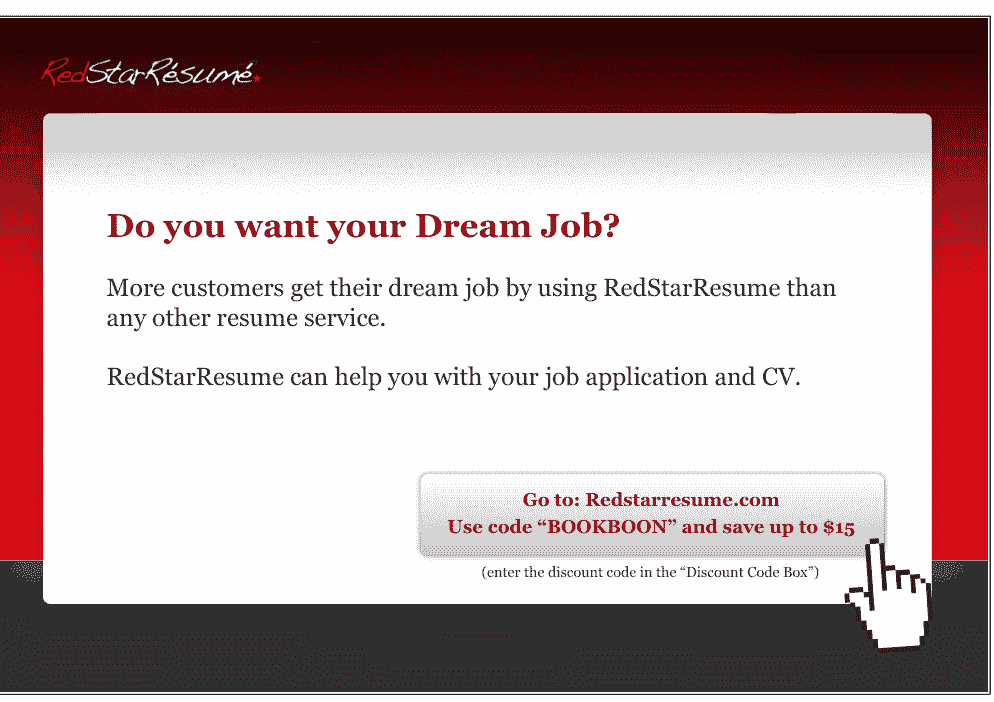 RedStarRésumé
Do you want your Dream Job?
More customers get their dream job by using RedStarResume than
any other resume service.
RedStarResume can help you with your job application and CV.
Go to: Redstarresume.com
Use code “BOOKBOON” and save up to $15
(enter the discount code in the “Discount Code Box”)